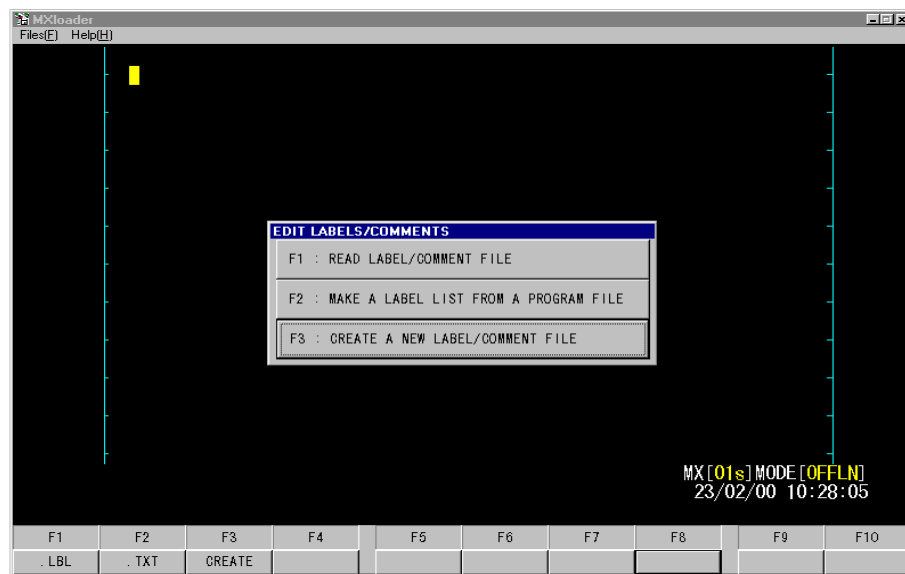 MXloader
Files(F) Help(H)
EDIT LABELS/COMMENTS
F1 : READ LABEL/COMMENT FILE
F2 : MAKE A LABEL LIST FROM A PROGRAM FILE
F3 : CREATE A NEW LABEL/COMMENT FILE
MX[01s]MODE[OFFLN]
23/02/00 10:28:05
F1 F2 F3 F4 F5 F6 F7 F8 F9 F10
.LBL .TXT CREATE